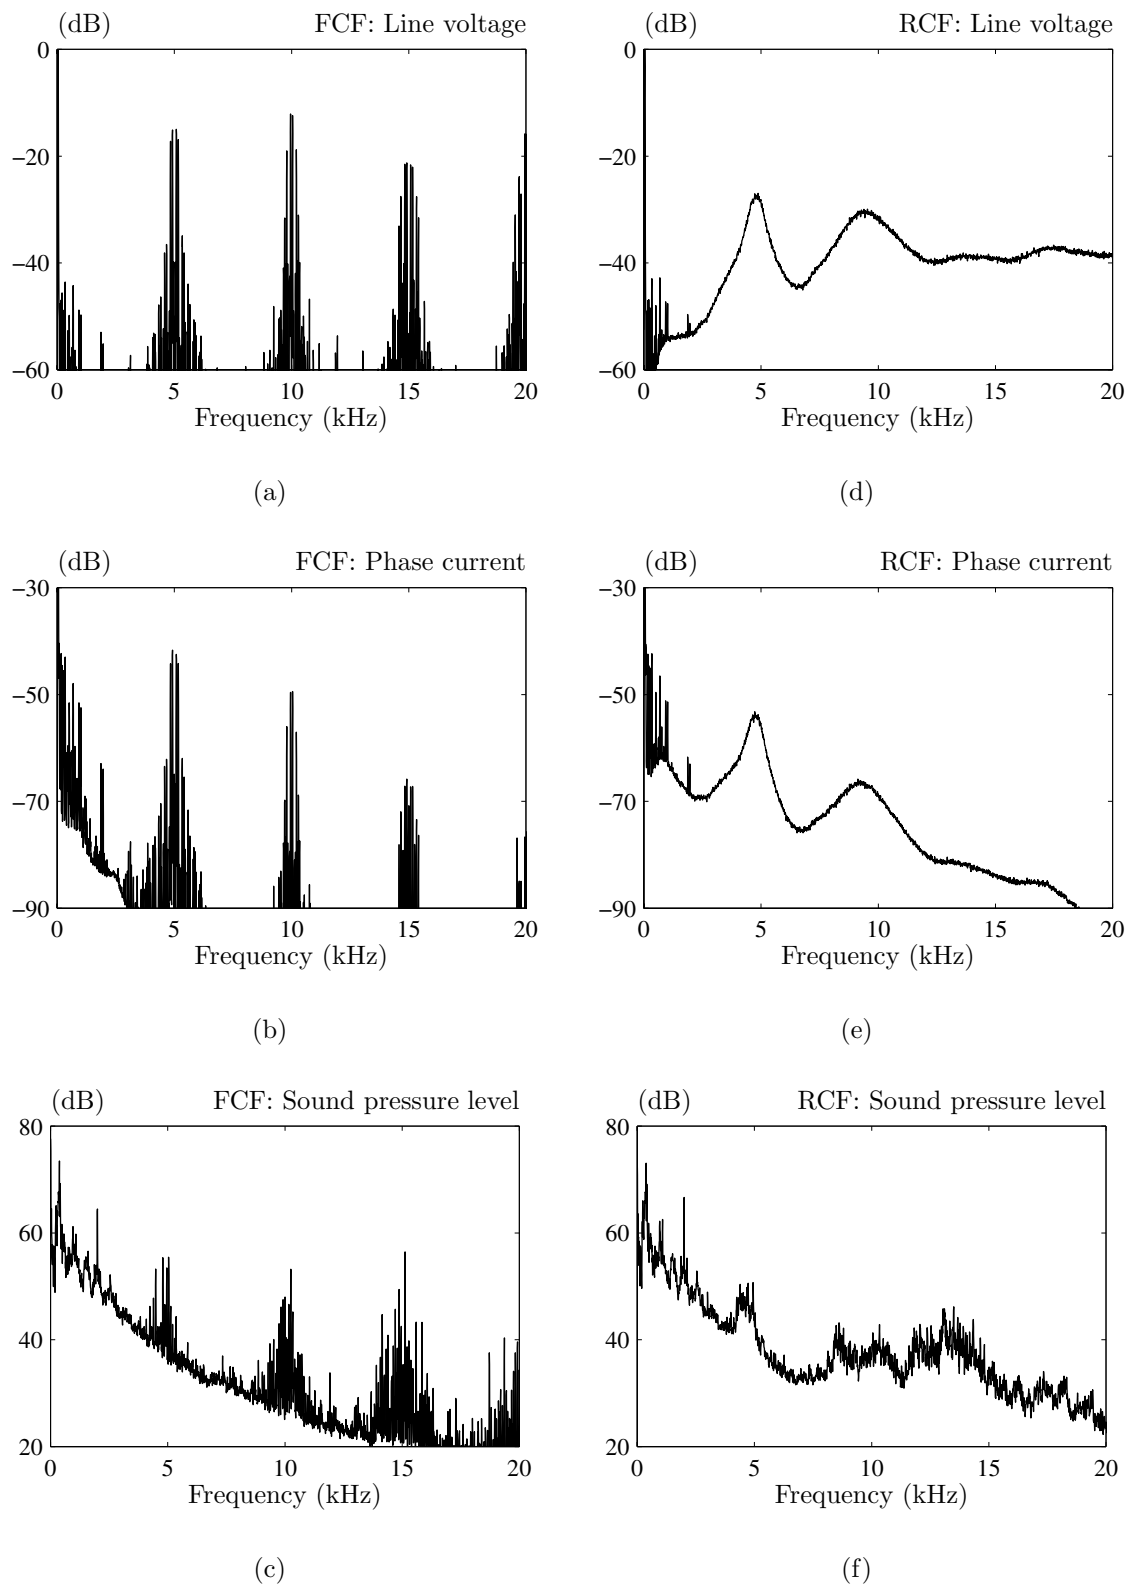 (dB) FCF: Line voltage
0
−20
−40
−60
0 5 10 15 20
Frequency (kHz)
(a)
(dB) RCF: Line voltage
0
−20
−40
−60
0 5 10 15 20
Frequency (kHz)
(d)
(dB) FCF: Phase current
−30
−50
−70
−90
0 5 10 15 20
Frequency (kHz)
(b)
(dB) RCF: Phase current
−30
−50
−70
−90
0 5 10 15 20
Frequency (kHz)
(e)
(dB) FCF: Sound pressure level
80
60
40
20
0 5 10 15 20
Frequency (kHz)
(c)
(dB) RCF: Sound pressure level
80
60
40
20
0 5 10 15 20
Frequency (kHz)
(f)